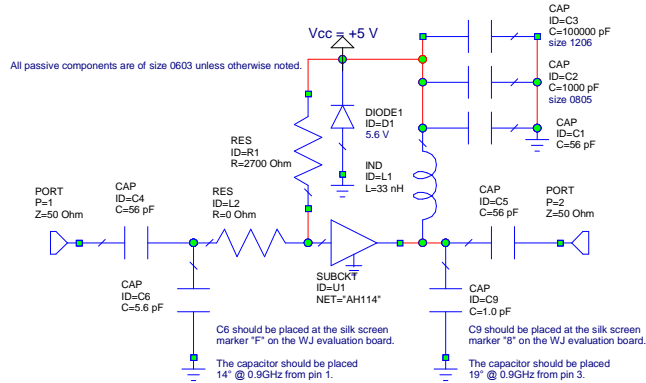 CAP
ID=C3
C=100000 pF
size 1206
Vcc = +5 V
All passive components are of size 0603 unless otherwise noted.
CAP
ID=C2
C=1000 pF
size 0805
DIODE1
ID=D1
5.6 V
CAP
ID=C1
C=56 pF
RES
ID=R1
R=2700 Ohm
IND
ID=L1
L=33 nH
PORT
P=1
Z=50 Ohm
CAP
ID=C4
C=56 pF
RES
ID=L2
R=0 Ohm
CAP
ID=C5
C=56 pF
PORT
P=2
Z=50 Ohm
SUBCKT
ID=U1
NET="AH114"
CAP
ID=C6
C=5.6 pF
CAP
ID=C9
C=1.0 pF
C6 should be placed at the silk screen
marker "F" on the WJ evaluation board.
The capacitor should be placed
14° @ 0.9GHz from pin 1.
C9 should be placed at the silk screen
marker "8" on the WJ evaluation board.
The capacitor should be placed
19° @ 0.9GHz from pin 3.